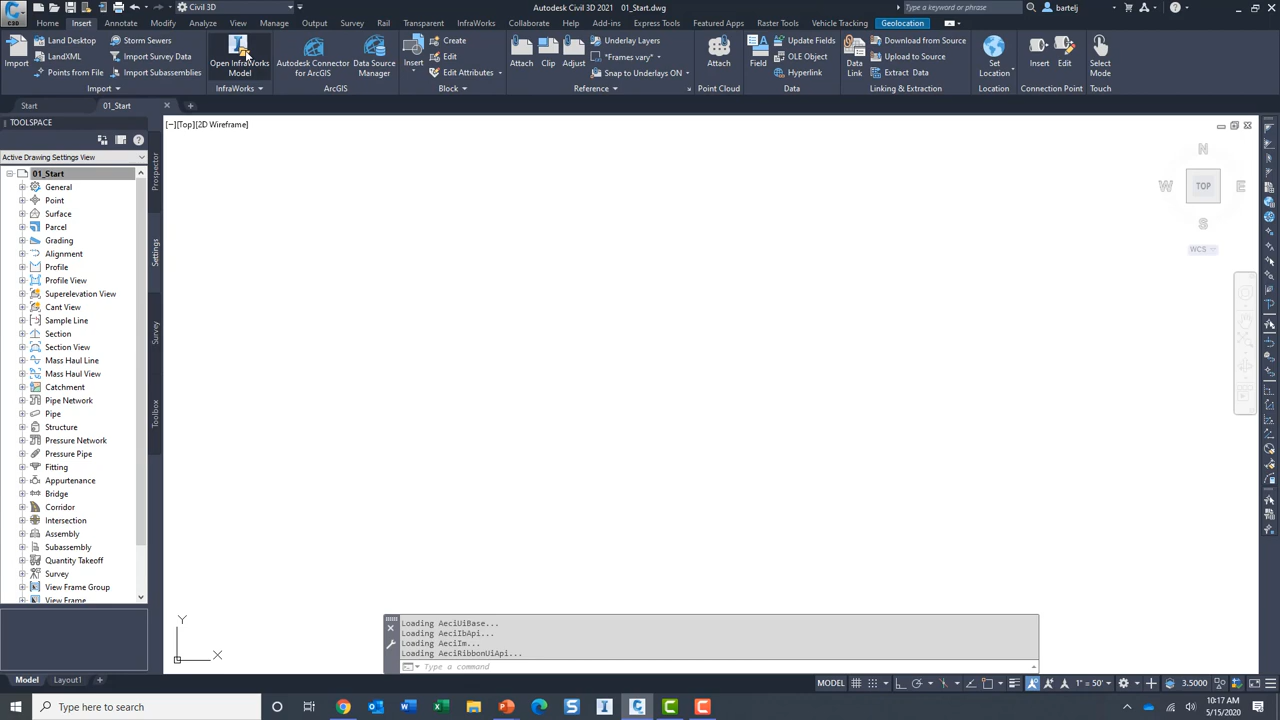 C3D
Civil 3D
Autodesk Civil 3D 2021 01_Start.dwg
Type a keyword or phrase
bartelj
Home Insert Annotate Modify Analyze View Manage Output Survey Rail Transparent InfraWorks Collaborate Help Add-ins Express Tools Featured Apps Raster Tools Vehicle Tracking Geolocation
Import
Land Desktop
LandXML
Points from File
Storm Sewers
Import Survey Data
Import Subassemblies
Import
Open InfraWorks
Model
InfraWorks
Autodesk Connector
for ArcGIS
Data Source
Manager
ArcGIS
Insert
Create
Edit
Edit Attributes
Block
Attach
Clip
Adjust
Underlay Layers
*Frames vary*
Snap to Underlays ON
Reference
Attach
Point Cloud
Field
Update Fields
OLE Object
Hyperlink
Data
Data
Link
Download from Source
Upload to Source
Extract Data
Linking & Extraction
Set
Location
Location
Insert
Edit
Connection Point
Select
Mode
Touch
Start
01_Start
TOOLSPACE
Active Drawing Settings View
01_Start
General
Point
Surface
Parcel
Grading
Alignment
Profile
Profile View
Superelevation View
Cant View
Sample Line
Section
Section View
Mass Haul Line
Mass Haul View
Catchment
Pipe Network
Pipe
Structure
Pressure Network
Pressure Pipe
Fitting
Appurtenance
Bridge
Corridor
Intersection
Assembly
Subassembly
Quantity Takeoff
Survey
View Frame Group
View Frame
Prospector
Settings
Survey
Toolbox
[−][Top][2D Wireframe]
N
W
TOP
E
S
WCS
Y
X
Loading AeciUiBase...
Loading AeciIbApi...
Loading AeciIm...
Loading AeciRibbonUiApi...
Type a command
Model
Layout1
MODEL
1" = 50'
3.5000
Type here to search
10:17 AM
5/15/2020